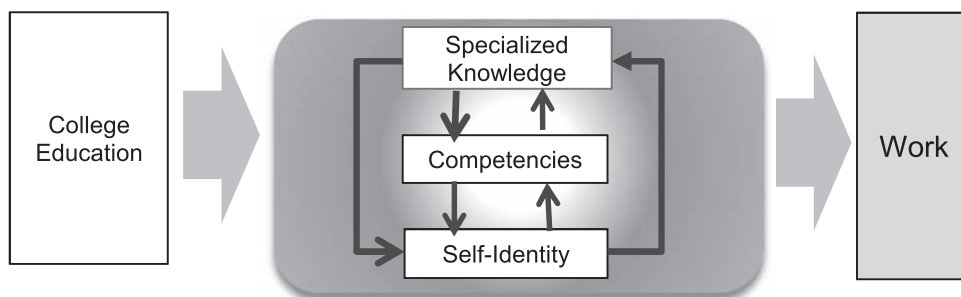 College
Education
Specialized
Knowledge
Competencies
Self-Identity
Work